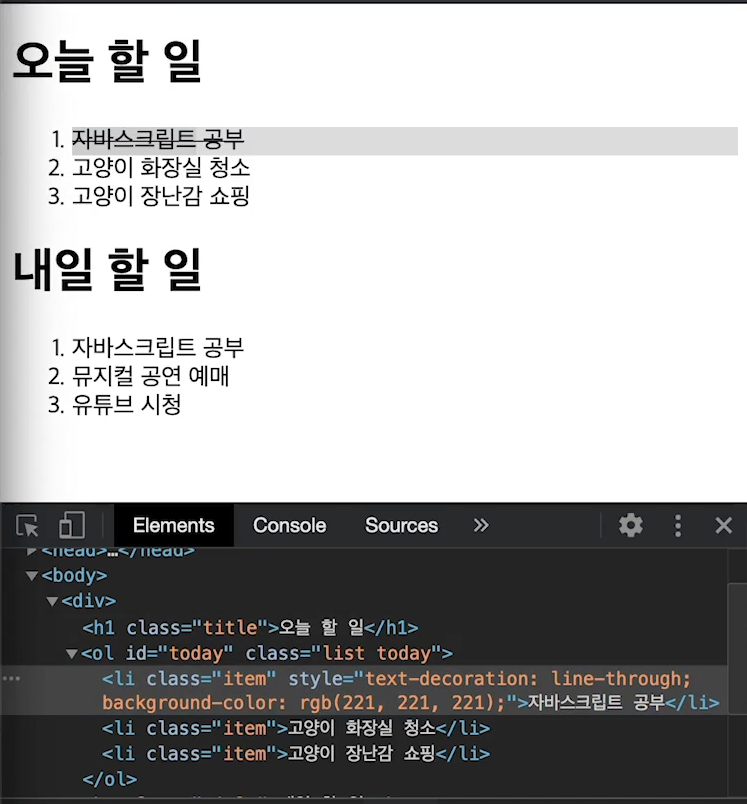 오늘 할 일
1. 자바스크립트 공부
2. 고양이 화장실 청소
3. 고양이 장난감 쇼핑
내일 할 일
1. 자바스크립트 공부
2. 뮤지컬 공연 예매
3. 유튜브 시청
Elements Console Sources
<head>…</head>
<body>
<div>
<h1 class="title">오늘 할 일</h1>
<ol id="today" class="list today">
<li class="item" style="text-decoration: line-through;
background-color: rgb(221, 221, 221);">자바스크립트 공부</li>
<li class="item">고양이 화장실 청소</li>
<li class="item">고양이 장난감 쇼핑</li>
</ol>